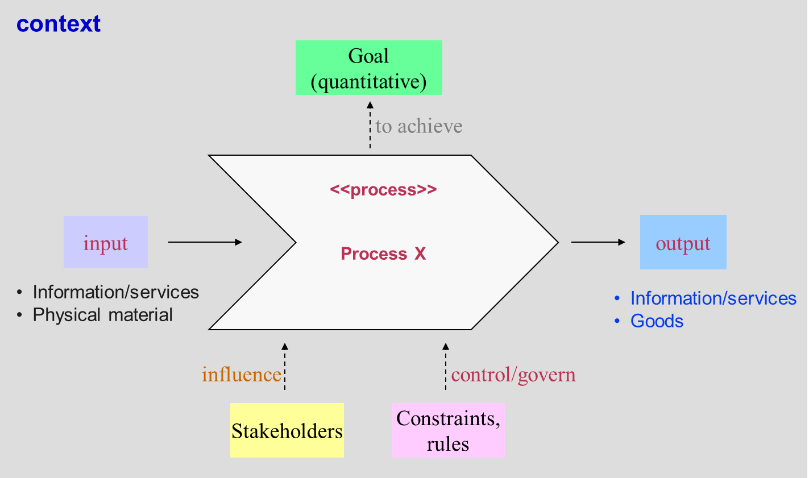 context
Goal
(quantitative)
to achieve
<<process>>
Process X
input
output
• Information/services
• Physical material
• Information/services
• Goods
influence
control/govern
Stakeholders
Constraints,
rules